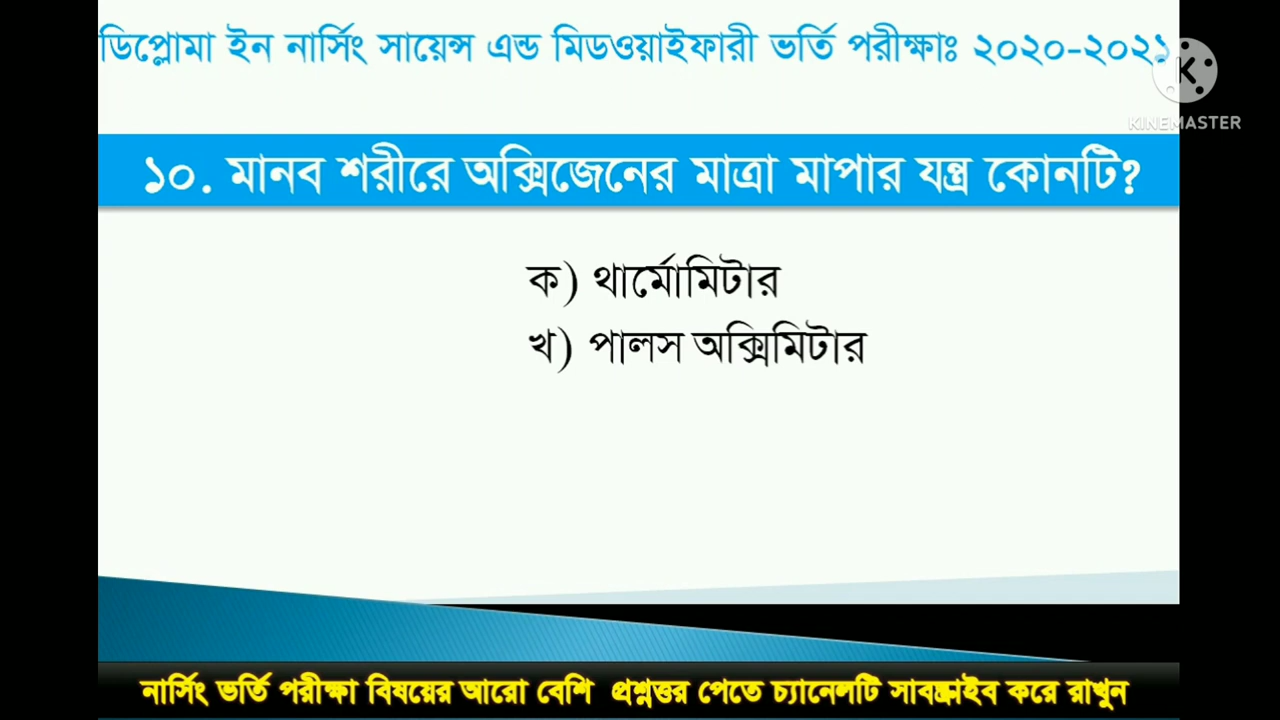 ডিপ্লোমা ইন নার্সিং সায়েন্স এন্ড মিডওয়াইফারী ভর্তি পরীক্ষাঃ ২০২০-২০২১
KINEMASTER
১০. মানব শরীরে অক্সিজেনের মাত্রা মাপার যন্ত্র কোনটি?
ক) থার্মোমিটার
খ) পালস অক্সিমিটার
নার্সিং ভর্তি পরীক্ষা বিষয়ের আরো বেশি প্রশ্নত্তর পেতে চ্যানেলটি সাবস্ক্রাইব করে রাখুন